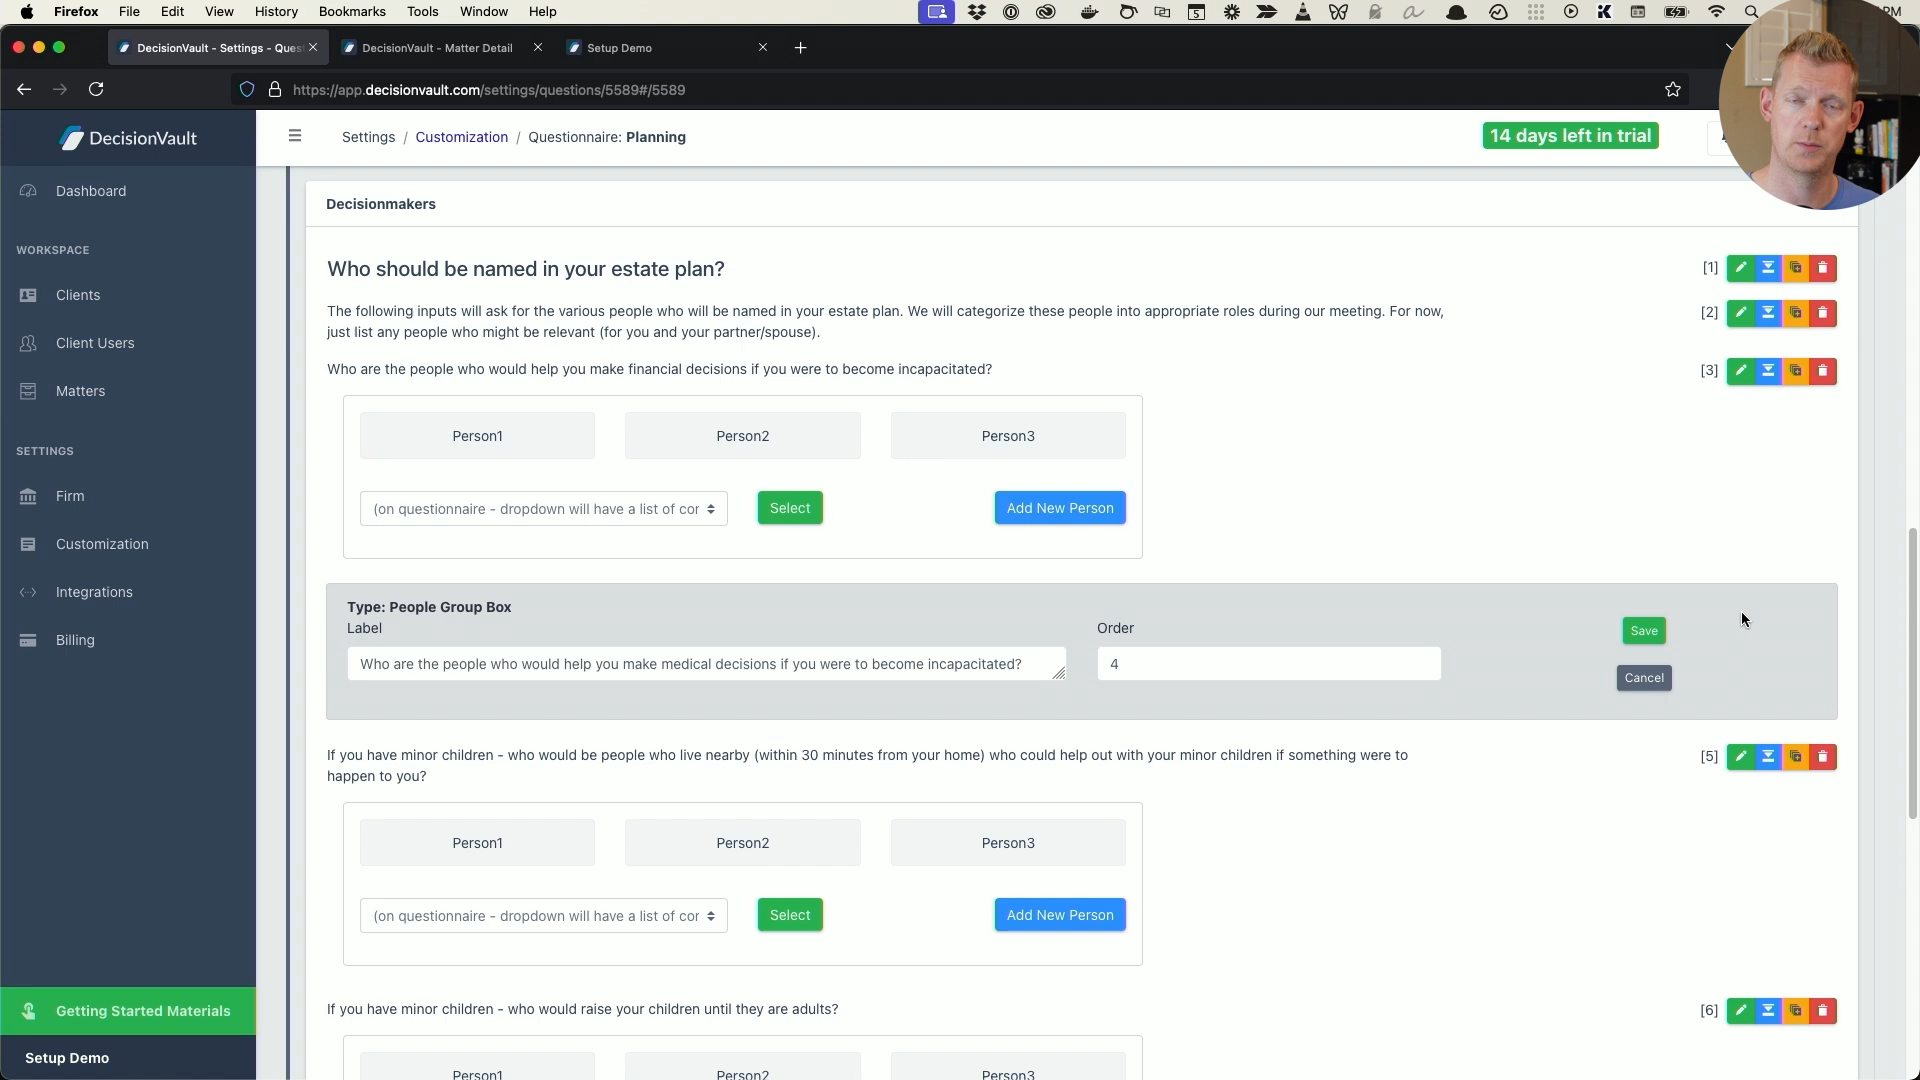 Firefox File Edit View History Bookmarks Tools Window Help
DecisionVault - Settings - Ques
DecisionVault - Matter Detail
Setup Demo
https://app.decisionvault.com/settings/questions/5589#/5589
DecisionVault
Settings / Customization / Questionnaire: Planning
14 days left in trial
Dashboard
WORKSPACE
Clients
Client Users
Matters
SETTINGS
Firm
Customization
Integrations
Billing
Getting Started Materials
Setup Demo
Decisionmakers
Who should be named in your estate plan?
[1]
The following inputs will ask for the various people who will be named in your estate plan. We will categorize these people into appropriate roles during our meeting. For now,
just list any people who might be relevant (for you and your partner/spouse).
[2]
Who are the people who would help you make financial decisions if you were to become incapacitated?
[3]
Person1 Person2 Person3
(on questionnaire - dropdown will have a list of cor
Select
Add New Person
Type: People Group Box
Label Order
Who are the people who would help you make medical decisions if you were to become incapacitated?
4
Save
Cancel
If you have minor children - who would be people who live nearby (within 30 minutes from your home) who could help out with your minor children if something were to
happen to you?
[5]
Person1 Person2 Person3
(on questionnaire - dropdown will have a list of cor
Select
Add New Person
If you have minor children - who would raise your children until they are adults?
[6]
Person1 Person2 Person3